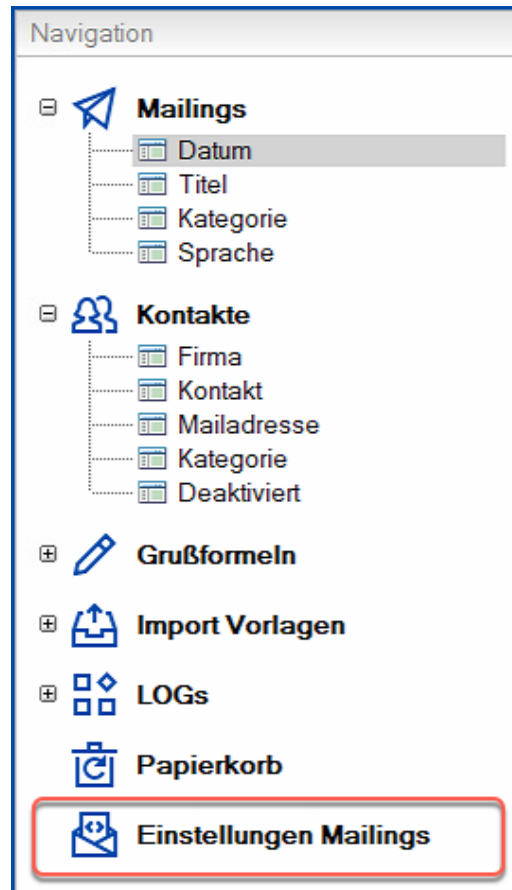 Navigation
Mailings
Datum
Titel
Kategorie
Sprache
Kontakte
Firma
Kontakt
Mailadresse
Kategorie
Deaktiviert
Grußformeln
Import Vorlagen
LOGs
Papierkorb
Einstellungen Mailings